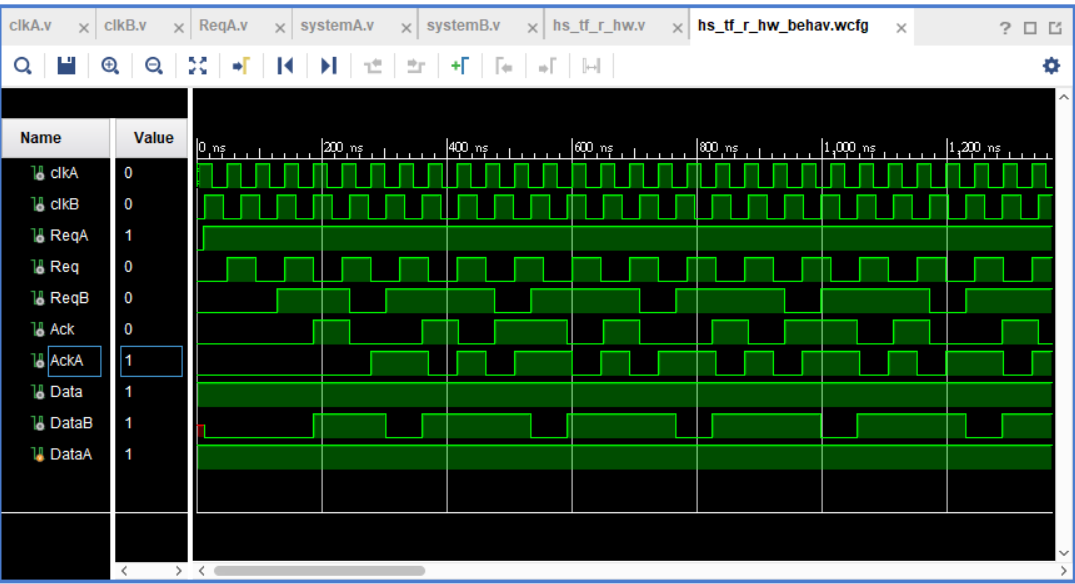 clkA.v × clkB.v × ReqA.v × systemA.v × systemB.v × hs_tf_r_hw.v × hs_tf_r_hw_behav.wcfg × ?
Name Value
0 ns 200 ns 400 ns 600 ns 800 ns 1,000 ns 1,200 ns
clkA 0
clkB 0
ReqA 1
Req 0
ReqB 0
Ack 0
AckA 1
Data 1
DataB 1
DataA 1